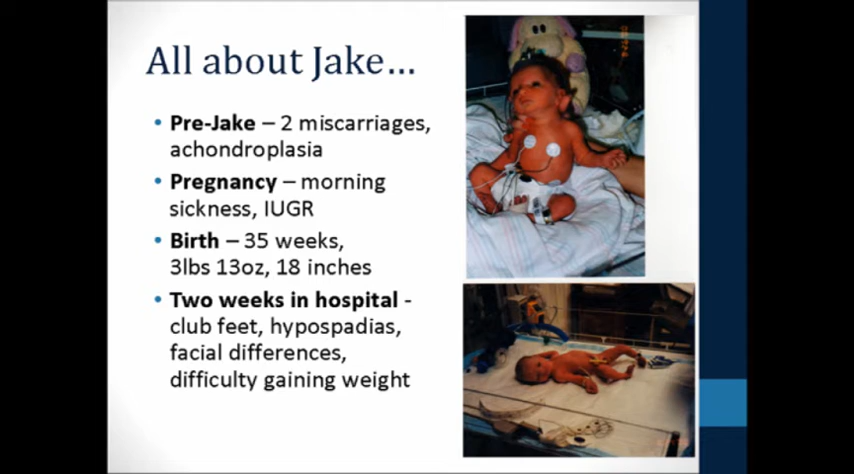 All about Jake…
• Pre-Jake – 2 miscarriages,
achondroplasia
• Pregnancy – morning
sickness, IUGR
• Birth – 35 weeks,
3lbs 13oz, 18 inches
• Two weeks in hospital -
club feet, hypospadias,
facial differences,
difficulty gaining weight